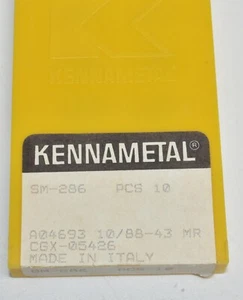 KENNAMETAL
KENNAMETAL®
SM-286 PCS 10
A04693 10/88-43 MR
CGX-05426
MADE IN ITALY